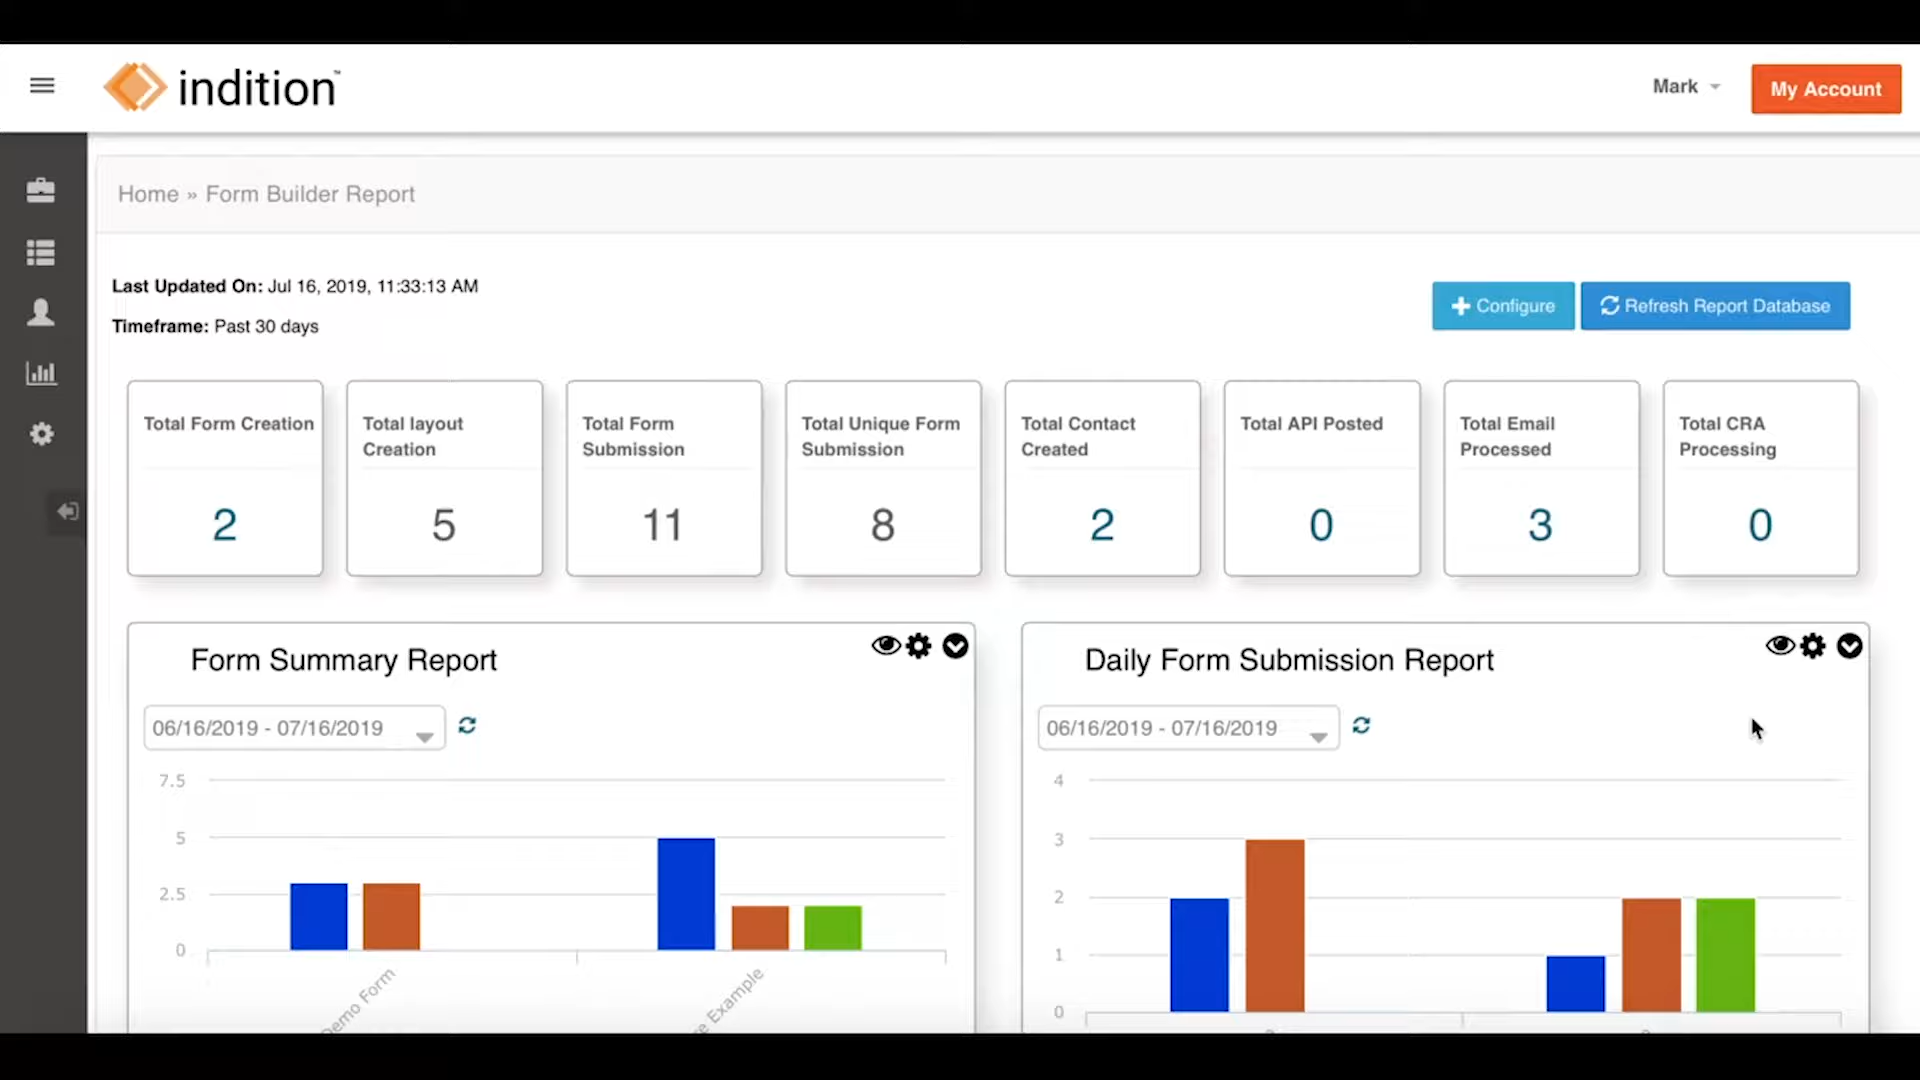 indition™
Mark
My Account
Home » Form Builder Report
Last Updated On: Jul 16, 2019, 11:33:13 AM
Timeframe: Past 30 days
Configure
Refresh Report Database
Total Form Creation
2
Total layout
Creation
5
Total Form
Submission
11
Total Unique Form
Submission
8
Total Contact
Created
2
Total API Posted
0
Total Email
Processed
3
Total CRA
Processing
0
Form Summary Report
06/16/2019 - 07/16/2019
7.5
5
2.5
0
Form
Example
Daily Form Submission Report
06/16/2019 - 07/16/2019
4
3
2
1
0